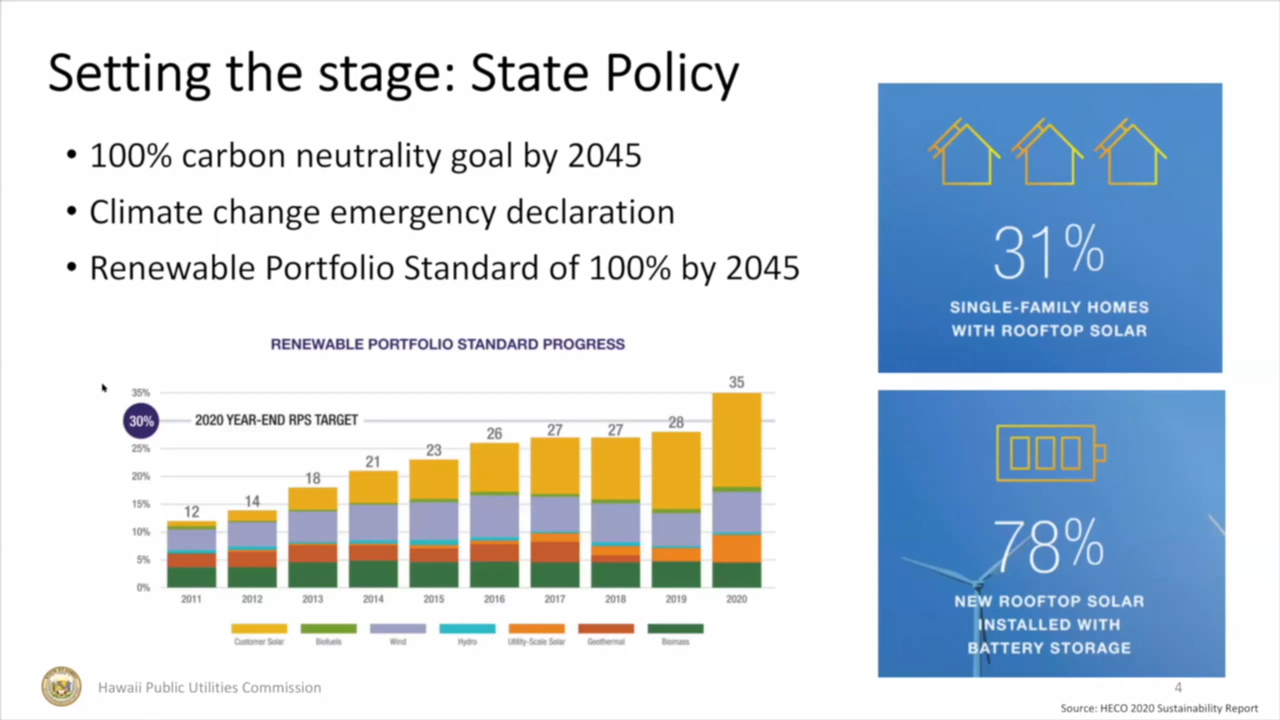 Setting the stage: State Policy
• 100% carbon neutrality goal by 2045
• Climate change emergency declaration
• Renewable Portfolio Standard of 100% by 2045
RENEWABLE PORTFOLIO STANDARD PROGRESS
35%
30%
25%
20%
15%
10%
5%
0%
2020 YEAR-END RPS TARGET
12 14 18 21 23 26 27 27 28 35
2011 2012 2013 2014 2015 2016 2017 2018 2019 2020
Customer Solar Biofuels Wind Hydro Utility-Scale Solar Geothermal Biomass
31%
SINGLE-FAMILY HOMES
WITH ROOFTOP SOLAR
78%
NEW ROOFTOP SOLAR
INSTALLED WITH
BATTERY STORAGE
Hawaii Public Utilities Commission
4
Source: HECO 2020 Sustainability Report